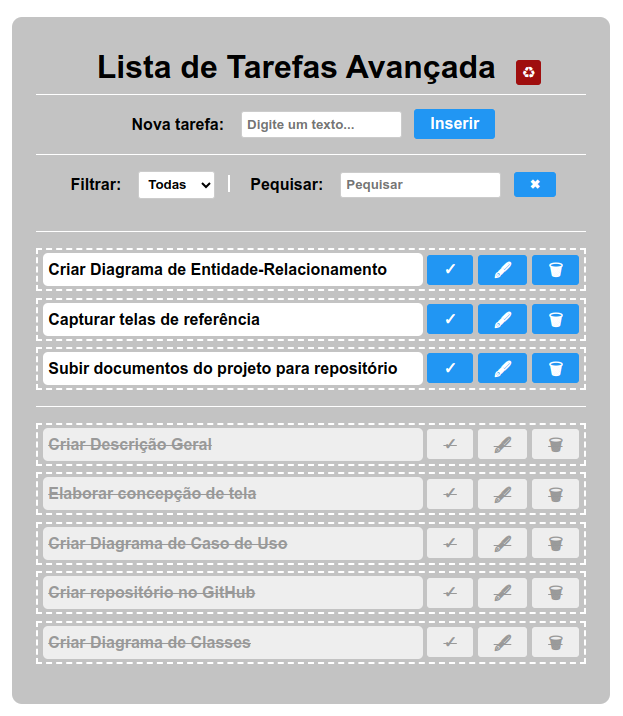 Lista de Tarefas Avançada
Nova tarefa: Digite um texto... Inserir
Filtrar: Todas Pequisar: Pequisar
Criar Diagrama de Entidade-Relacionamento
Capturar telas de referência
Subir documentos do projeto para repositório
Criar Descrição Geral
Elaborar concepção de tela
Criar Diagrama de Caso de Uso
Criar repositório no GitHub
Criar Diagrama de Classes